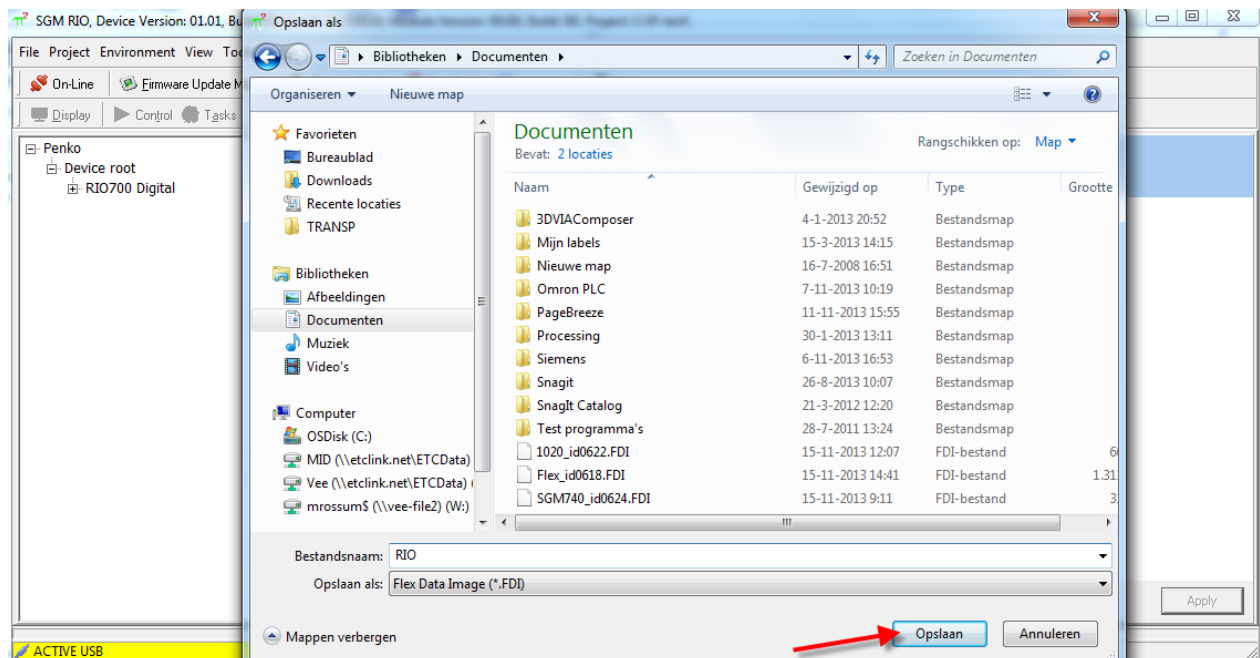 SGM RIO, Device Version: 01.01, Bu
Opslaan als
File Project Environment View Too
Bibliotheken Documenten
Zoeken in Documenten
On-Line Firmware Update M
Organiseren Nieuwe map
Display Control Tasks
Penko
Device root
RIO700 Digital
Favorieten
Bureaublad
Downloads
Recente locaties
TRANSP
Bibliotheken
Afbeeldingen
Documenten
Muziek
Video's
Computer
OSDisk (C:)
MID (\\etclink.net\ETCData)
Vee (\\etclink.net\ETCData) (
mrossum$ (\\vee-file2) (W:)
Documenten
Bevat: 2 locaties
Rangschikken op: Map
Naam Gewijzigd op Type Grootte
3DVIAComposer 4-1-2013 20:52 Bestandsmap
Mijn labels 15-3-2013 14:15 Bestandsmap
Nieuwe map 16-7-2008 16:51 Bestandsmap
Omron PLC 7-11-2013 10:19 Bestandsmap
PageBreeze 11-11-2013 15:55 Bestandsmap
Processing 30-1-2013 13:11 Bestandsmap
Siemens 6-11-2013 16:53 Bestandsmap
Snagit 26-8-2013 10:07 Bestandsmap
SnagIt Catalog 21-3-2012 12:20 Bestandsmap
Test programma's 28-7-2011 13:24 Bestandsmap
1020_id0622.FDI 15-11-2013 12:07 FDI-bestand
Flex_id0618.FDI 15-11-2013 14:41 FDI-bestand 1.31
SGM740_id0624.FDI 15-11-2013 9:11 FDI-bestand
Bestandsnaam: RIO
Opslaan als: Flex Data Image (*.FDI)
Apply
Mappen verbergen Opslaan Annuleren
ACTIVE USB